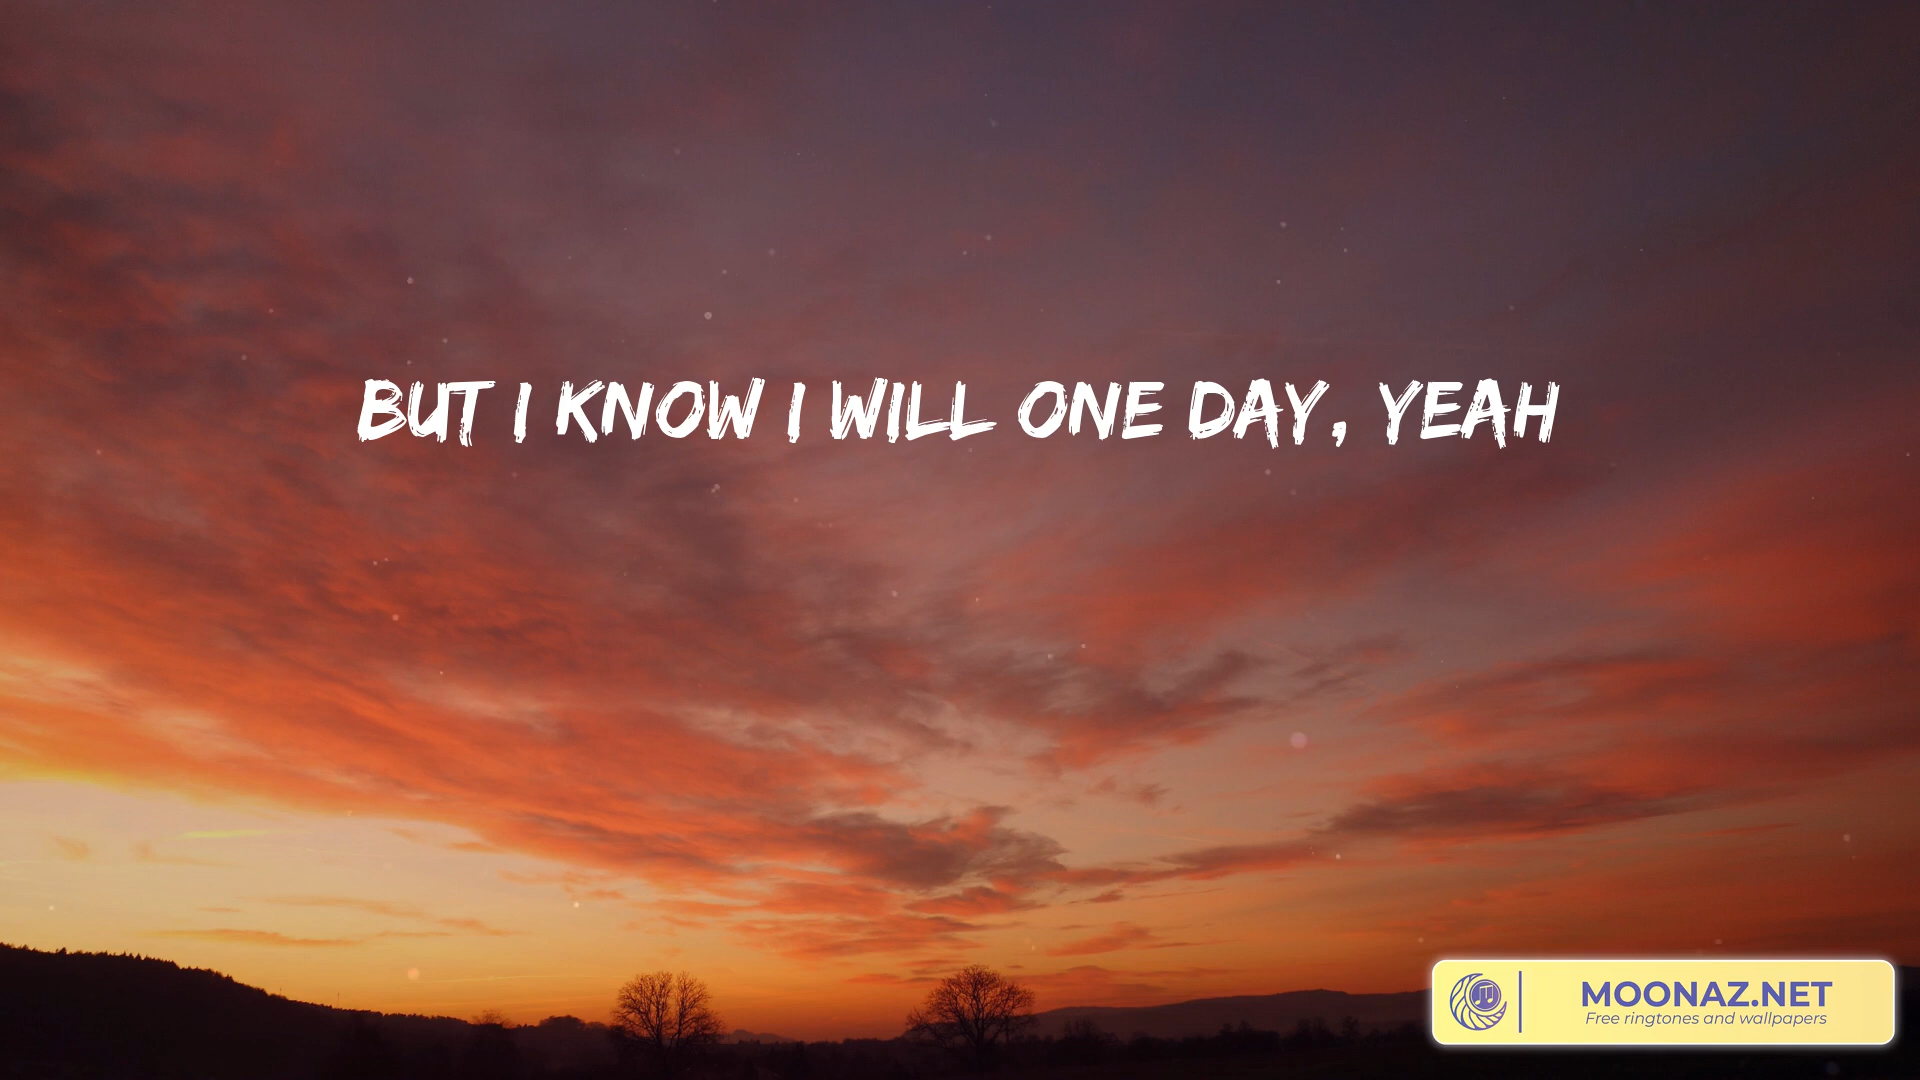 BUT I KNOW I WILL ONE DAY, YEAH
MOONAZ.NET
Free ringtones and wallpapers